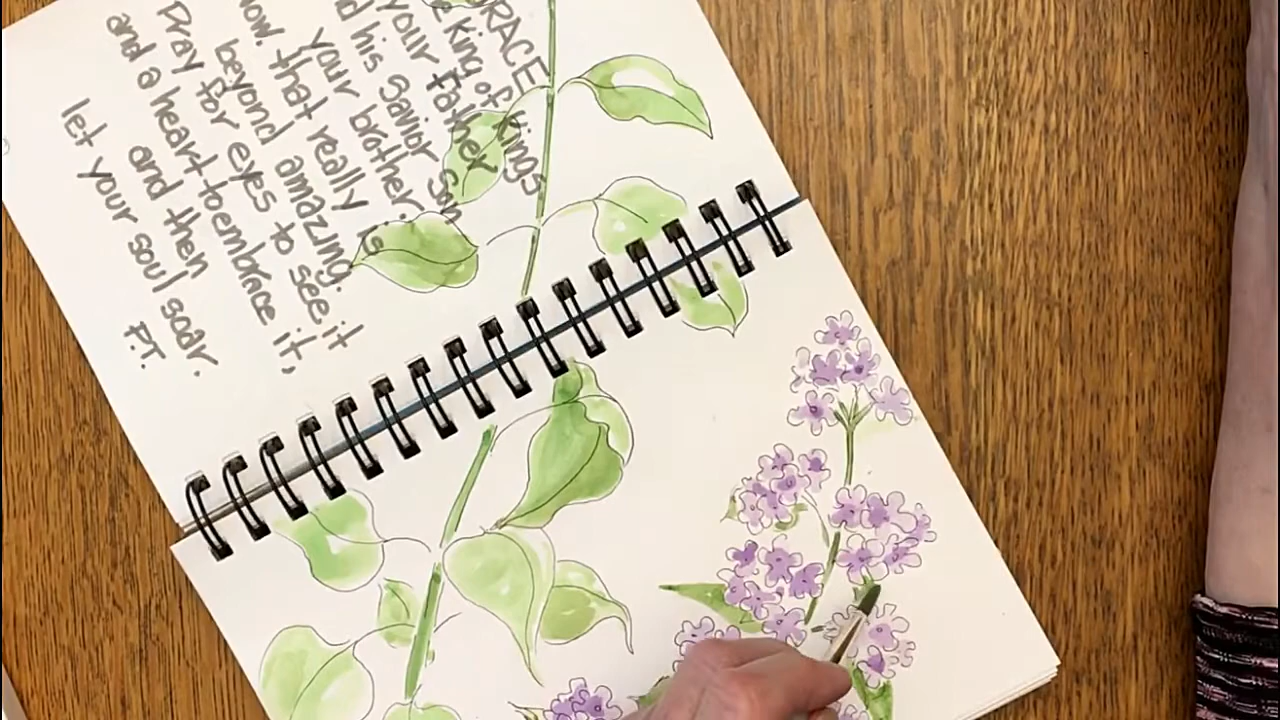 RACE
king of kings
your father
his savior son
your brother.
now. that really is
beyond amazing.
Pray for eyes to see it
and a heart to embrace it,
and then
let your soul soar.
P.T.